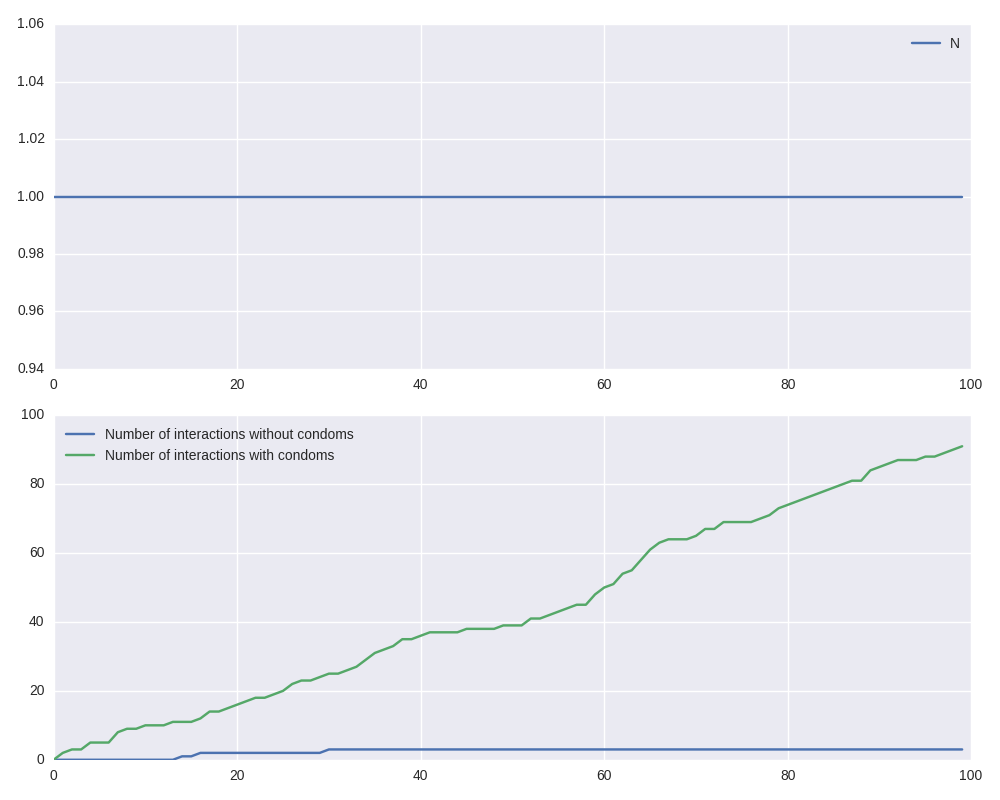 1.06
N
1.04
1.02
1.00
0.98
0.96
0.94
0 20 40 60 80 100
100
Number of interactions without condoms
Number of interactions with condoms
80
60
40
20
0
0 20 40 60 80 100